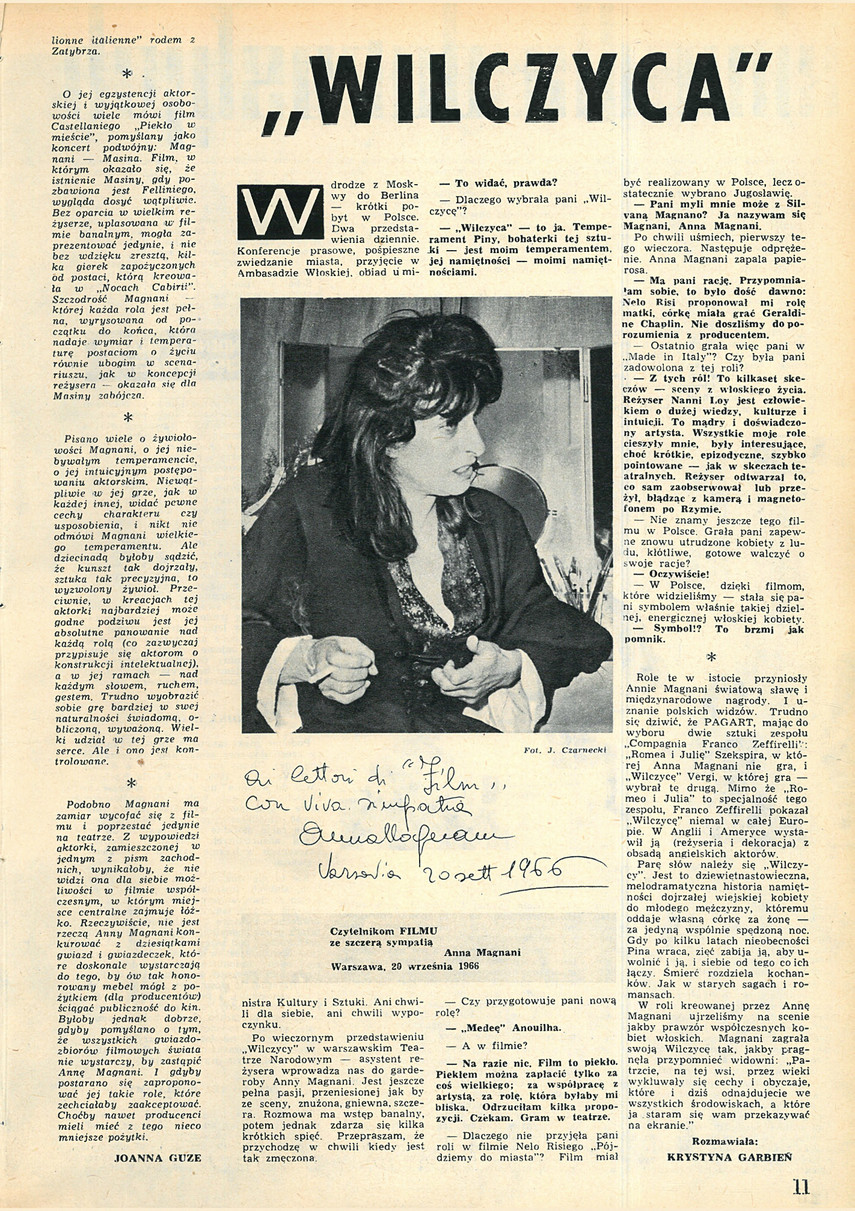 lionne italienne" rodem z
Zatybrza.
*
O jej egzystencji aktor-
skiej i wyjątkowej osobo-
wości wiele mówi film
Castellaniego „Piekło w
mieście", pomyślany jako
koncert podwójny: Mag-
nani — Masina. Film, w
którym okazało się, że
istnienie Masiny, gdy po-
zbawiona jest Felliniego,
wygląda dosyć wątpliwie.
Bez oparcia w wielkim re-
żyserze, uplasowana w fil-
mie banalnym, mogła za-
prezentować jedynie, i nie
bez wdzięku zresztą, kil-
ka gierek zapożyczonych
od postaci, którą kreowa-
ła w „Nocach Cabirii".
Szczodrość Magnani —
której każda rola jest peł-
na, wyrysowana od po-
czątku do końca, która
nadaje wymiar i tempera-
turę postaciom o życiu
równie ubogim w scena-
riuszu, jak w koncepcji
reżysera — okazała się dla
Masiny zabójcza.
*
Pisano wiele o żywioło-
wości Magnani, o jej nie-
bywałym temperamencie,
o jej intuicyjnym postępo-
waniu aktorskim. Niewąt-
pliwie w jej grze, jak w
każdej innej, widać pewne
cechy charakteru czy
usposobienia, i nikt nie
odmówi Magnani wielkie-
go temperamentu. Ale
dziecinadą byłoby sądzić,
że kunszt tak dojrzały,
sztuka tak precyzyjna, to
wyzwolony żywioł. Prze-
ciwnie, w kreacjach tej
aktorki najbardziej może
godne podziwu jest jej
absolutne panowanie nad
każdą rolą (co zazwyczaj
przypisuje się aktorom o
konstrukcji intelektualnej),
a w jej ramach — nad
każdym słowem, ruchem,
gestem. Trudno wyobrazić
sobie grę bardziej w swej
naturalności świadomą, o-
bliczoną, wyważoną. Wiel-
ki udział w tej grze ma
serce. Ale i ono jest kon-
trolowane.
*
Podobno Magnani ma
zamiar wycofać się z fil-
mu i poprzestać jedynie
na teatrze. Z wypowiedzi
aktorki, zamieszczonej w
jednym z pism zachod-
nich, wynikałoby, że nie
widzi ona dla siebie moż-
liwości w filmie współ-
czesnym, w którym miej-
sce centralne zajmuje łóż-
ko. Rzeczywiście, nie jest
rzeczą Anny Magnani kon-
kurować z dziesiątkami
gwiazd i gwiazdeczek, któ-
re doskonale wystarczają
do tego, by ów tak hono-
rowany mebel mógł z po-
żytkiem (dla producentów)
ściągać publiczność do kin.
Byłoby jednak dobrze,
gdyby pomyślano o tym,
że wszystkich gwiazdo-
zbiorów filmowych świata
nie wystarczy, by zastąpić
Annę Magnani. I gdyby
postarano się zapropono-
wać jej takie role, które
zechciałaby zaakceptować.
Choćby nawet producenci
mieli mieć z tego nieco
mniejsze pożytki.
JOANNA GUZE
„WILCZYCA"
W drodze z Mosk-
wy do Berlina
— krótki po-
byt w Polsce.
Dwa przedsta-
wienia dziennie.
Konferencje prasowe, pośpieszne
zwiedzanie miasta, przyjęcie w
Ambasadzie Włoskiej, obiad u mi-
— To widać, prawda?
— Dlaczego wybrała pani „Wil-
czycę"?
— „Wilczyca" — to ja. Tempe-
rament Piny, bohaterki tej sztu-
ki — jest moim temperamentem,
jej namiętności — moimi namięt-
nościami.
Fot. J. Czarnecki
Ai lettori di "Film"
con viva simpatia
Anna Magnani
Varsavia 20 sett 1966
Czytelnikom FILMU
ze szczerą sympatią
Anna Magnani
Warszawa, 20 września 1966
nistra Kultury i Sztuki. Ani chwi-
li dla siebie, ani chwili wypo-
czynku.
Po wieczornym przedstawieniu
„Wilczycy" w warszawskim Tea-
trze Narodowym — asystent re-
żysera wprowadza nas do garde-
roby Anny Magnani. Jest jeszcze
pełna pasji, przeniesionej jak by
ze sceny, znużona, gniewna, szcze-
ra. Rozmowa ma wstęp banalny,
potem jednak zdarza się kilka
krótkich spięć. Przepraszam, że
przychodzę w chwili kiedy jest
tak zmęczona.
— Czy przygotowuje pani nową
rolę?
— „Medeę" Anouilha.
— A w filmie?
— Na razie nic. Film to piekło.
Piekłem można zapłacić tylko za
coś wielkiego; za współpracę z
artystą, za rolę, która byłaby mi
bliska. Odrzuciłam kilka propo-
zycji. Czekam. Gram w teatrze.
— Dlaczego nie przyjęła pani
roli w filmie Nelo Risiego „Pój-
dziemy do miasta"? Film miał
być realizowany w Polsce, lecz o-
statecznie wybrano Jugosławię.
— Pani myli mnie może z Sil-
vaną Magnano? Ja nazywam się
Magnani, Anna Magnani.
Po chwili uśmiech, pierwszy te-
go wieczora. Następuje odpręże-
nie. Anna Magnani zapala papie-
rosa.
— Ma pani rację. Przypomnia-
łam sobie, to było dość dawno:
Nelo Risi proponował mi rolę
matki, córkę miała grać Geraldi-
ne Chaplin. Nie doszliśmy do po-
rozumienia z producentem.
— Ostatnio grała więc pani w
„Made in Italy"? Czy była pani
zadowolona z tej roli?
— Z tych ról! To kilkaset ske-
czów — sceny z włoskiego życia.
Reżyser Nanni Loy jest człowie-
kiem o dużej wiedzy, kulturze i
intuicji. To mądry i doświadczo-
ny artysta. Wszystkie moje role
cieszyły mnie, były interesujące,
choć krótkie, epizodyczne, szybko
pointowane — jak w skeczach te-
atralnych. Reżyser odtwarzał to,
co sam zaobserwował lub prze-
żył, błądząc z kamerą i magneto-
fonem po Rzymie.
— Nie znamy jeszcze tego fil-
mu w Polsce. Grała pani zapew-
ne znowu utrudzone kobiety z lu-
du, kłótliwe, gotowe walczyć o
swoje racje?
— Oczywiście!
— W Polsce, dzięki filmom,
które widzieliśmy — stała się pa-
ni symbolem właśnie takiej dziel-
nej, energicznej włoskiej kobiety.
— Symbol!? To brzmi jak
pomnik.
*
Role te w istocie przyniosły
Annie Magnani światową sławę i
międzynarodowe nagrody. I u-
znanie polskich widzów. Trudno
się dziwić, że PAGART, mając do
wyboru dwie sztuki zespołu
„Compagnia Franco Zeffirelli":
„Romea i Julię" Szekspira, w któ-
rej Anna Magnani nie gra, i
„Wilczycę" Vergi, w której gra —
wybrał tę drugą. Mimo że „Ro-
meo i Julia" to specjalność tego
zespołu, Franco Zeffirelli pokazał
„Wilczycę" niemal w całej Euro-
pie. W Anglii i Ameryce wysta-
wił ją (reżyseria i dekoracja) z
obsadą angielskich aktorów.
Parę słów należy się „Wilczy-
cy". Jest to dziewiętnastowieczna,
melodramatyczna historia namięt-
ności dojrzałej wiejskiej kobiety
do młodego mężczyzny, któremu
oddaje własną córkę za żonę —
za jedyną wspólnie spędzoną noc.
Gdy po kilku latach nieobecności
Pina wraca, zięć zabija ją, aby u-
wolnić i ją, i siebie od tego co ich
łączy. Śmierć rozdziela kochan-
ków. Jak w starych sagach i ro-
mansach.
W roli kreowanej przez Annę
Magnani ujrzeliśmy na scenie
jakby prawzór współczesnych ko-
biet włoskich. Magnani zagrała
swoją Wilczycę tak, jakby prag-
nęła przypomnieć widowni: „Pa-
trzcie, na tej wsi, przez wieki
wykluwały się cechy i obyczaje,
które i dziś odnajdujecie we
wszystkich środowiskach, a które
ja staram się wam przekazywać
na ekranie."
Rozmawiała:
KRYSTYNA GARBIEŃ
11